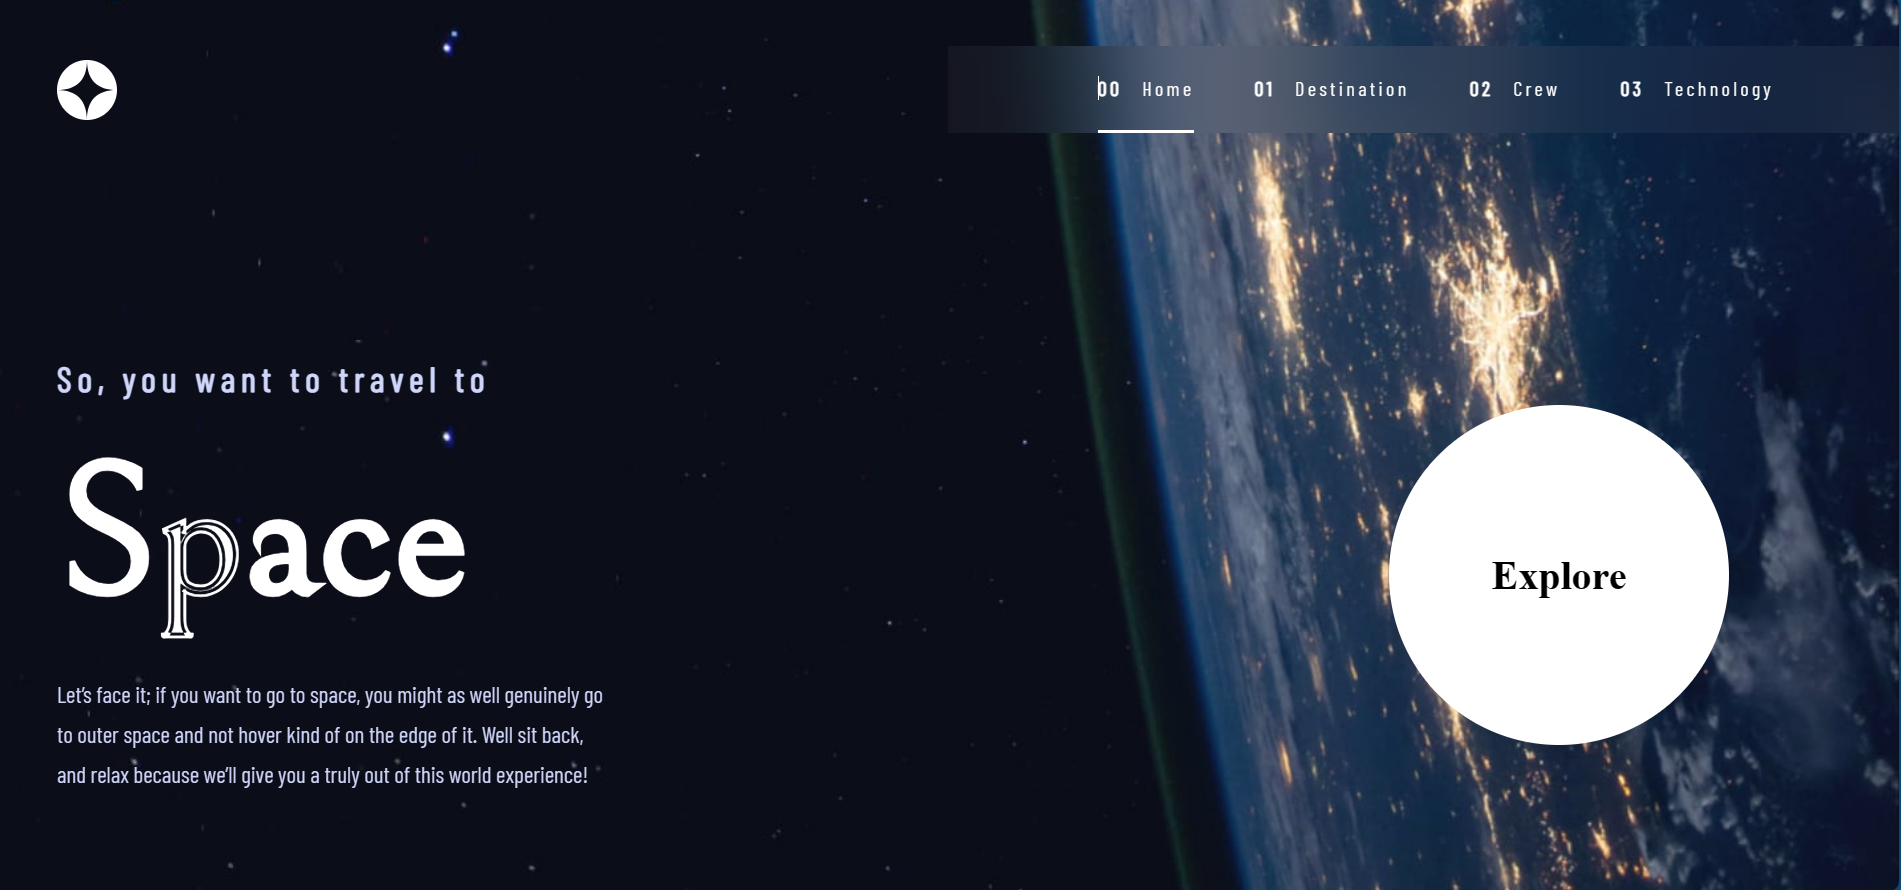 00 Home 01 Destination 02 Crew 03 Technology
So, you want to travel to
Space
Explore
Let’s face it; if you want to go to space, you might as well genuinely go
to outer space and not hover kind of on the edge of it. Well sit back,
and relax because we’ll give you a truly out of this world experience!